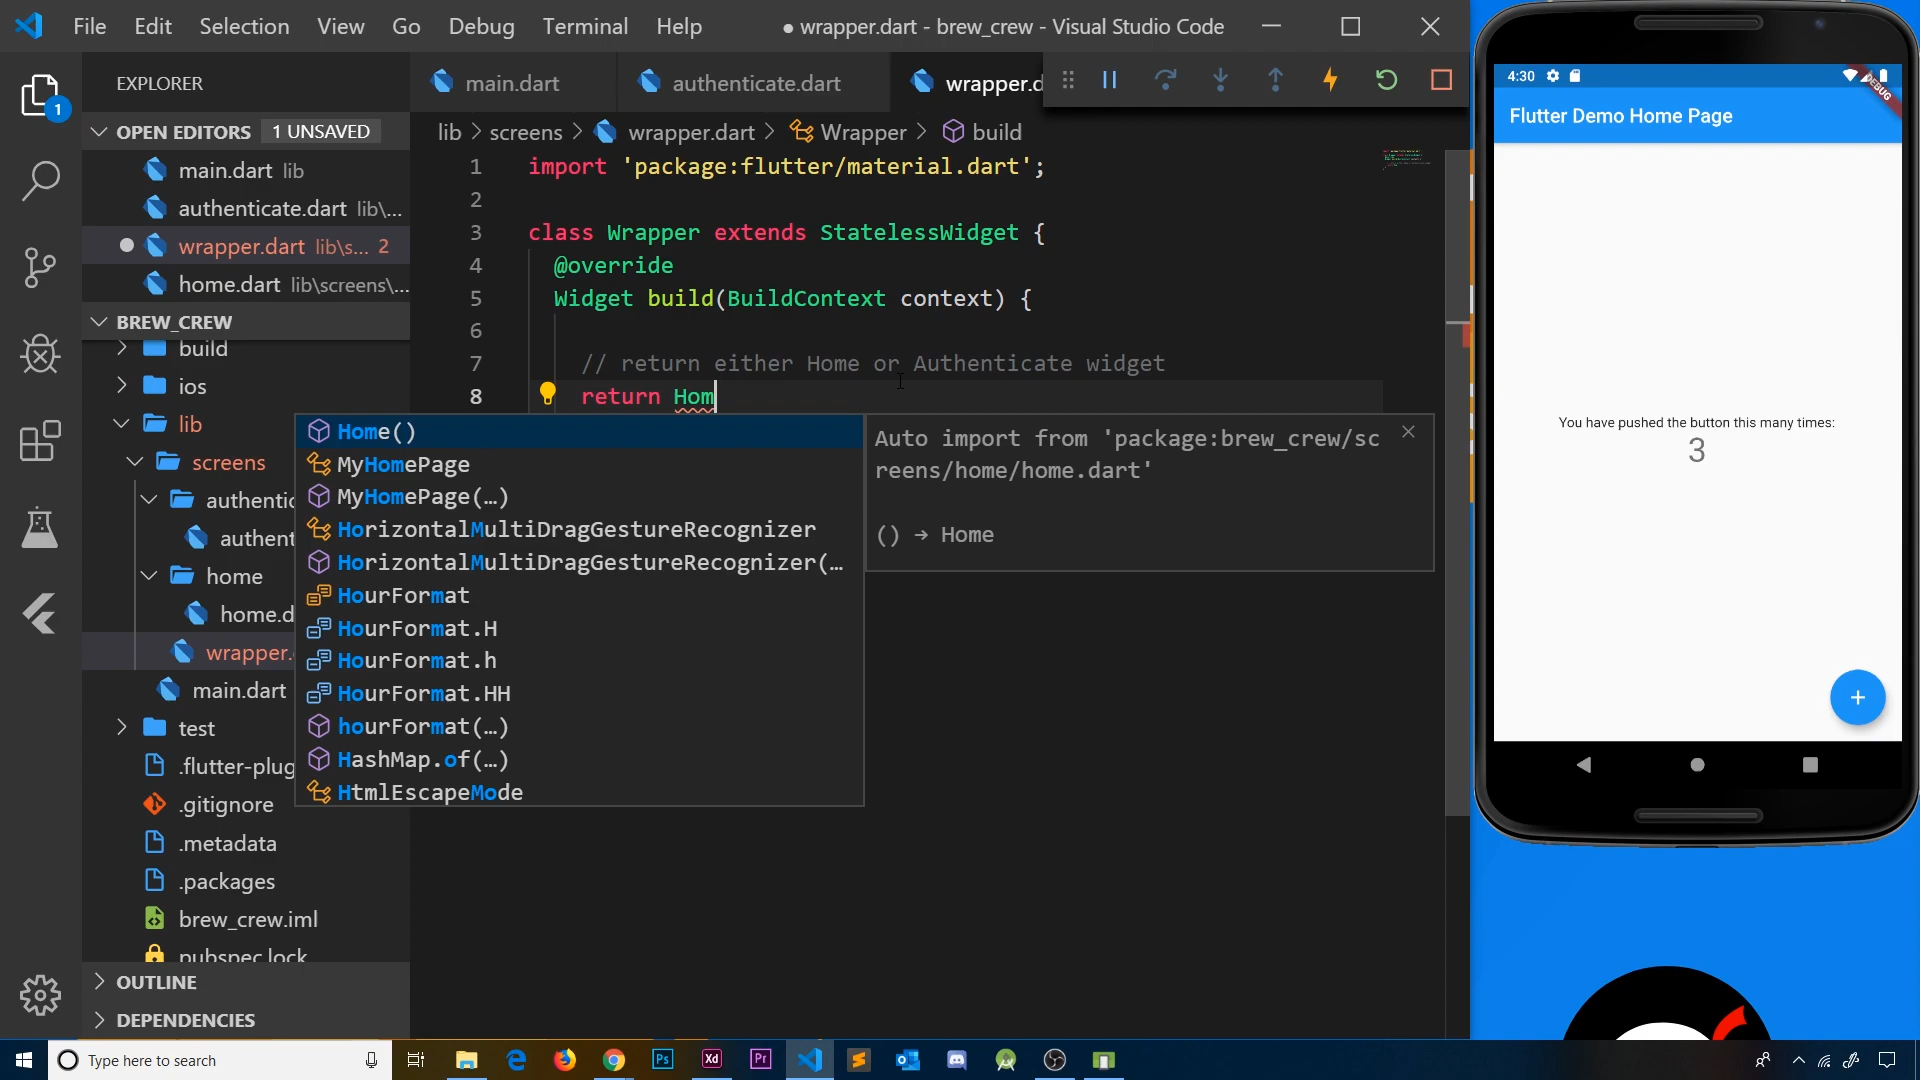 File Edit Selection View Go Debug Terminal Help ● wrapper.dart - brew_crew - Visual Studio Code
EXPLORER
1
OPEN EDITORS 1 UNSAVED
main.dart lib
authenticate.dart lib\...
wrapper.dart lib\s... 2
home.dart lib\screens\...
BREW_CREW
build
ios
lib
screens
authentic
authent
home
home.d
wrapper.
main.dart
test
.flutter-plug
.gitignore
.metadata
.packages
brew_crew.iml
pubspec.lock
OUTLINE
DEPENDENCIES
main.dart authenticate.dart wrapper.d
lib > screens > wrapper.dart > Wrapper > build
1 import 'package:flutter/material.dart';
2
3 class Wrapper extends StatelessWidget {
4 @override
5 Widget build(BuildContext context) {
6
7 // return either Home or Authenticate widget
8 return Hom
Home()
MyHomePage
MyHomePage(…)
HorizontalMultiDragGestureRecognizer
HorizontalMultiDragGestureRecognizer(…
HourFormat
HourFormat.H
HourFormat.h
HourFormat.HH
hourFormat(…)
HashMap.of(…)
HtmlEscapeMode
Auto import from 'package:brew_crew/sc
reens/home/home.dart'
() → Home
4:30
DEBUG
Flutter Demo Home Page
You have pushed the button this many times:
3
+
Type here to search
Ps
Xd
Pr